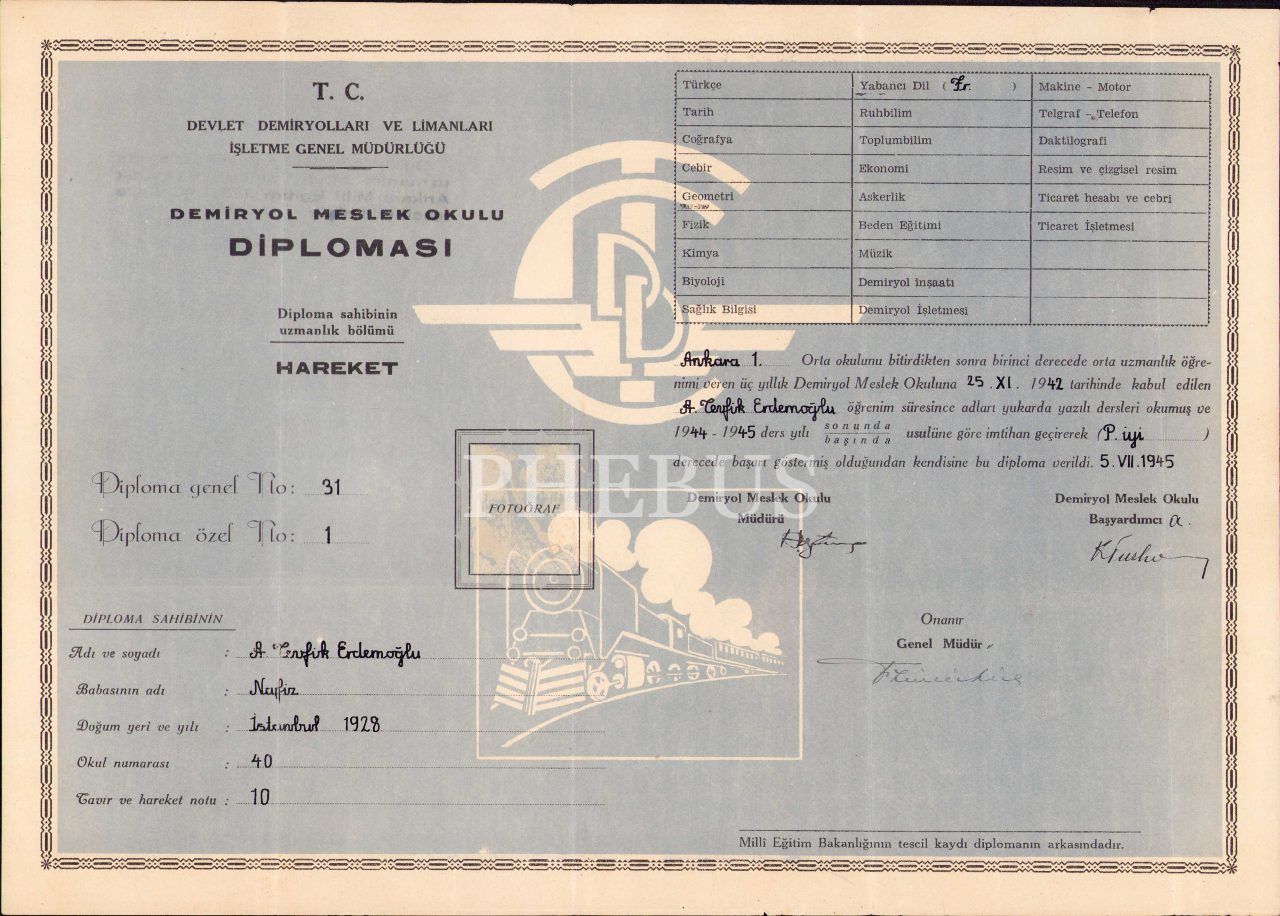 T. C.
DEVLET DEMİRYOLLARI VE LİMANLARI
İŞLETME GENEL MÜDÜRLÜĞÜ
DEMİRYOL MESLEK OKULU
DİPLOMASI
Diploma sahibinin
uzmanlık bölümü
HAREKET
Diploma genel No: 31
Diploma özel No: 1
FOTOĞRAF
DİPLOMA SAHİBİNİN
Adı ve soyadı : A. Tevfik Erdemoğlu
Babasının adı : Nafiz
Doğum yeri ve yılı : İstanbul 1928
Okul numarası : 40
Tavır ve hareket notu : 10
Türkçe
Tarih
Coğrafya
Cebir
Geometri
Fizik
Kimya
Biyoloji
Sağlık Bilgisi
Yabancı Dil ( Fr. )
Ruhbilim
Toplumbilim
Ekonomi
Askerlik
Beden Eğitimi
Müzik
Demiryol inşaatı
Demiryol İşletmesi
Makine - Motor
Telgraf - Telefon
Daktilografi
Resim ve çizgisel resim
Ticaret hesabı ve cebri
Ticaret İşletmesi
Ankara 1. Orta okulunu bitirdikten sonra birinci derecede orta uzmanlık öğre-
nimi veren üç yıllık Demiryol Meslek Okuluna 25 . XI . 1942 tarihinde kabul edilen
A. Tevfik Erdemoğlu öğrenim süresince adları yukarda yazılı dersleri okumuş ve
1944 - 1945 ders yılı sonunda başında usulüne göre imtihan geçirerek (P. iyi )
derecede başarı göstermiş olduğundan kendisine bu diploma verildi. 5.VII.1945
Demiryol Meslek Okulu
Müdürü
Demiryol Meslek Okulu
Başyardımcı a.
Onanır
Genel Müdür
Millî Eğitim Bakanlığının tescil kaydı diplomanın arkasındadır.
PHEBUS